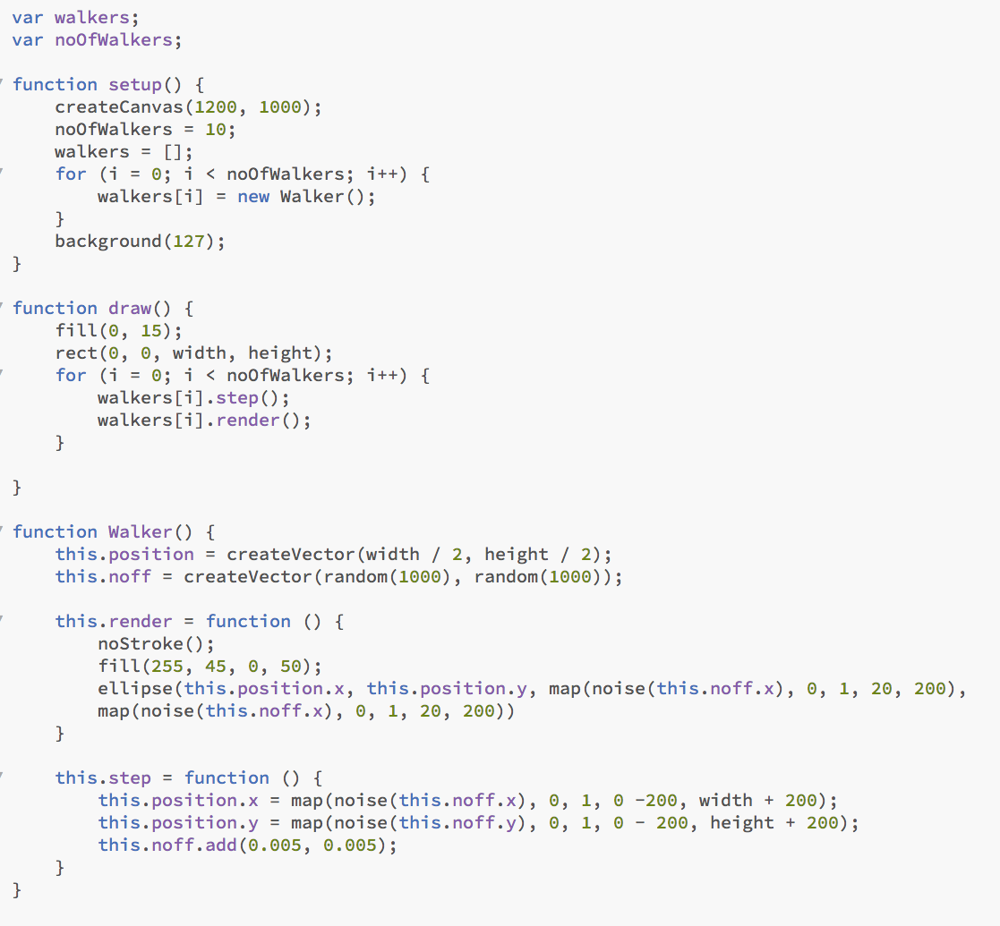 var walkers;
var noOfWalkers;
function setup() {
    createCanvas(1200, 1000);
    noOfWalkers = 10;
    walkers = [];
    for (i = 0; i < noOfWalkers; i++) {
        walkers[i] = new Walker();
    }
    background(127);
}
function draw() {
    fill(0, 15);
    rect(0, 0, width, height);
    for (i = 0; i < noOfWalkers; i++) {
        walkers[i].step();
        walkers[i].render();
    }
}
function Walker() {
    this.position = createVector(width / 2, height / 2);
    this.noff = createVector(random(1000), random(1000));
    this.render = function () {
        noStroke();
        fill(255, 45, 0, 50);
        ellipse(this.position.x, this.position.y, map(noise(this.noff.x), 0, 1, 20, 200),
        map(noise(this.noff.x), 0, 1, 20, 200))
    }
    this.step = function () {
        this.position.x = map(noise(this.noff.x), 0, 1, 0 -200, width + 200);
        this.position.y = map(noise(this.noff.y), 0, 1, 0 - 200, height + 200);
        this.noff.add(0.005, 0.005);
    }
}